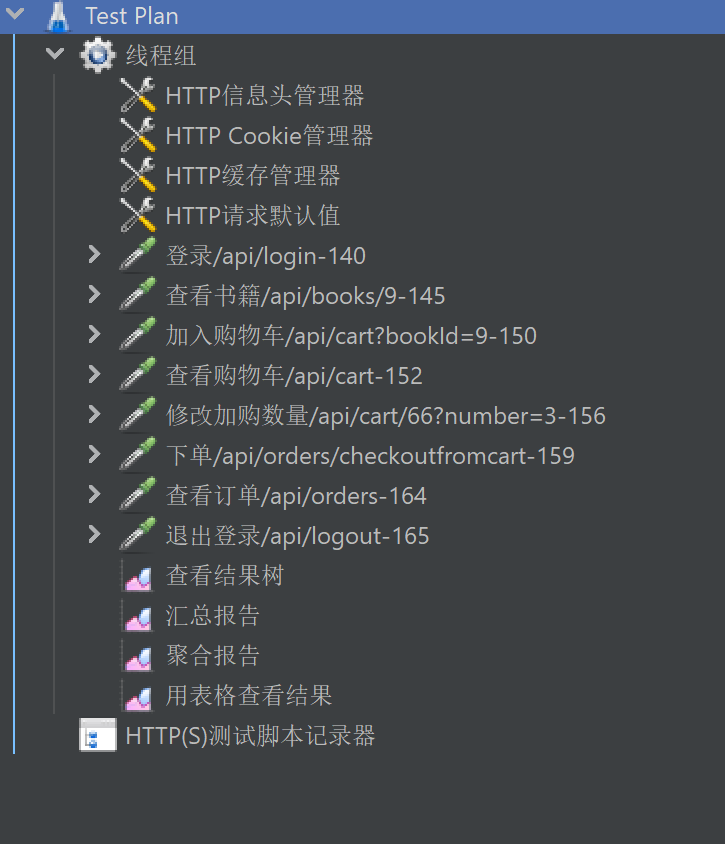 Test Plan
线程组
HTTP信息头管理器
HTTP Cookie管理器
HTTP缓存管理器
HTTP请求默认值
登录/api/login-140
查看书籍/api/books/9-145
加入购物车/api/cart?bookId=9-150
查看购物车/api/cart-152
修改加购数量/api/cart/66?number=3-156
下单/api/orders/checkoutfromcart-159
查看订单/api/orders-164
退出登录/api/logout-165
查看结果树
汇总报告
聚合报告
用表格查看结果
HTTP(S)测试脚本记录器